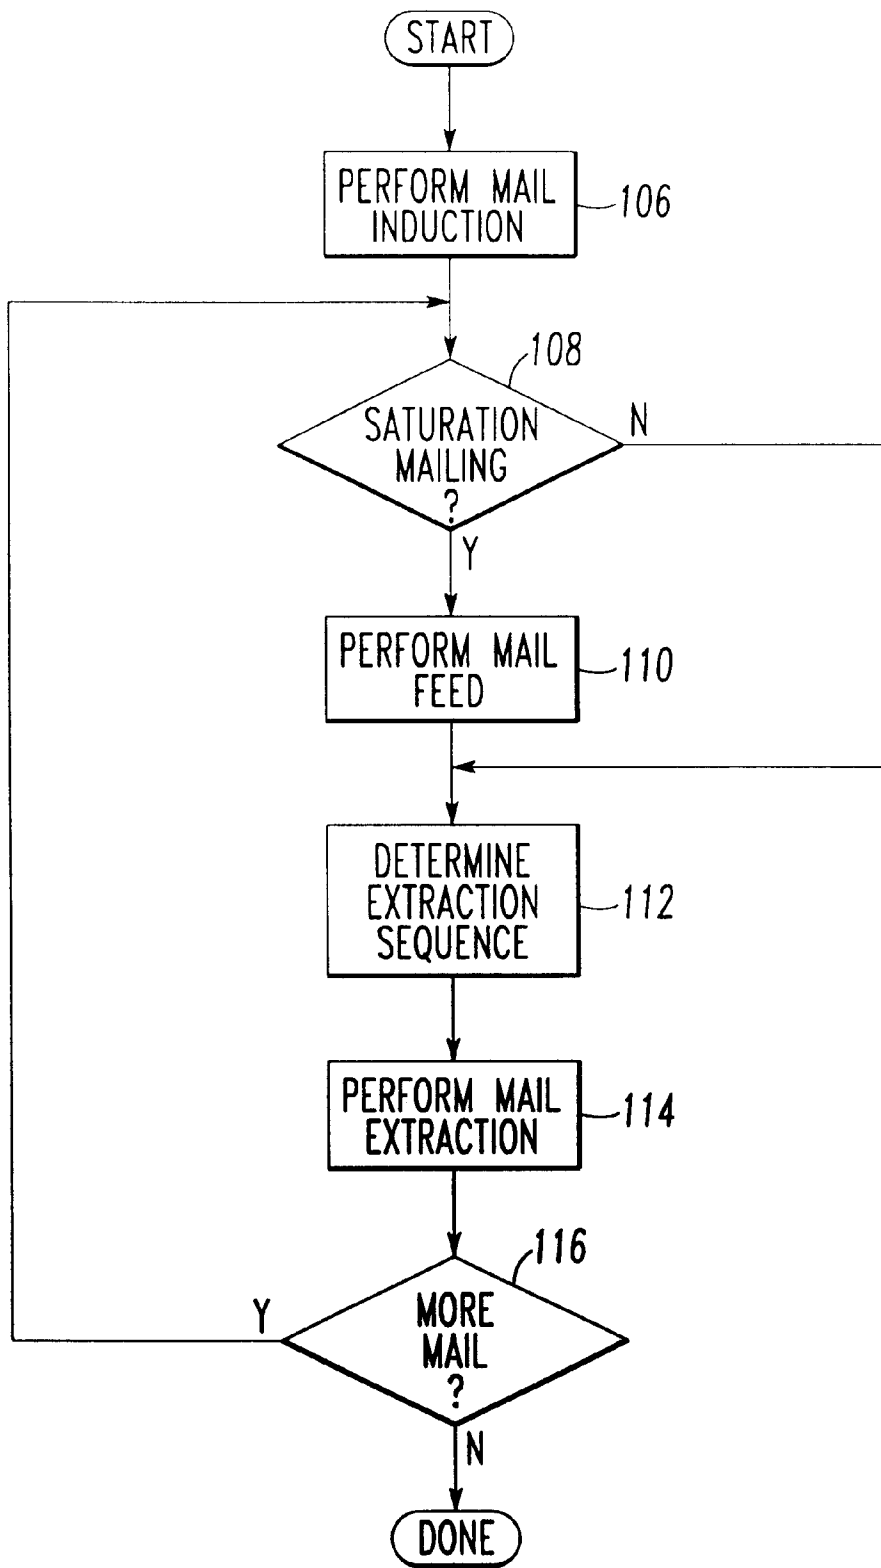 START
PERFORM MAIL
INDUCTION
106
108
SATURATION
MAILING
?
N
Y
PERFORM MAIL
FEED
110
DETERMINE
EXTRACTION
SEQUENCE
112
PERFORM MAIL
EXTRACTION
114
116
Y
MORE
MAIL
?
N
DONE